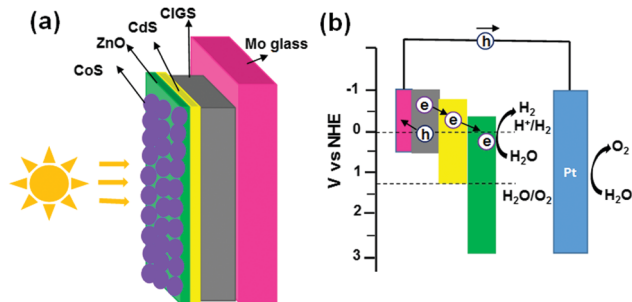 (a)
CIGS
CdS
ZnO
CoS
Mo glass
(b)
V vs NHE
-1
0
1
2
3
h
e
e
e
h
H₂
H⁺/H₂
H₂O
H₂O/O₂
Pt
O₂
H₂O